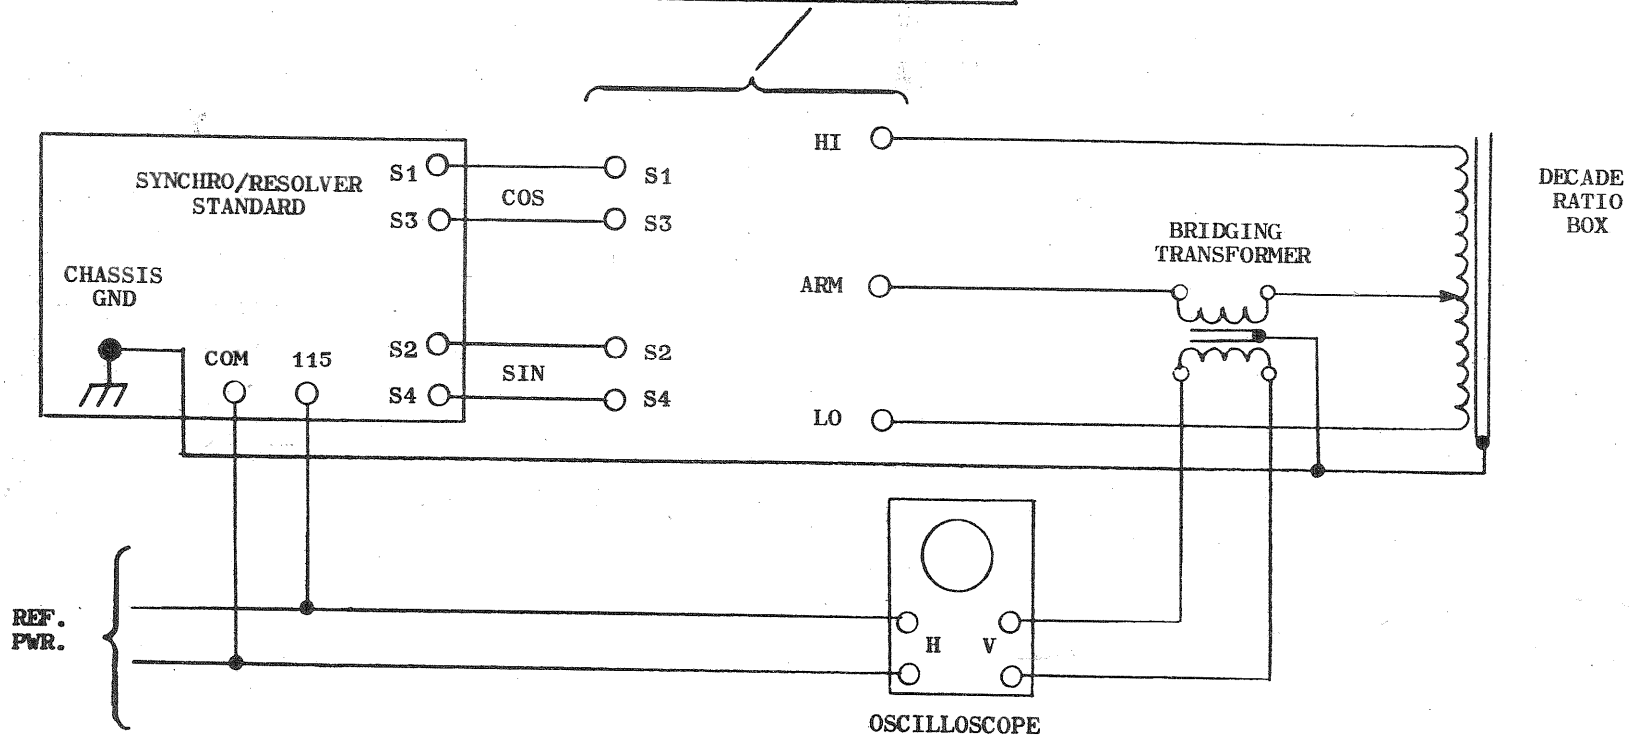 HI
S1
S1
SYNCHRO/RESOLVER
STANDARD
COS
S3
S3
DECADE
RATIO
BOX
BRIDGING
TRANSFORMER
CHASSIS
GND
ARM
COM
115
S2
S2
SIN
S4
S4
LO
REF.
PWR.
H
V
OSCILLOSCOPE